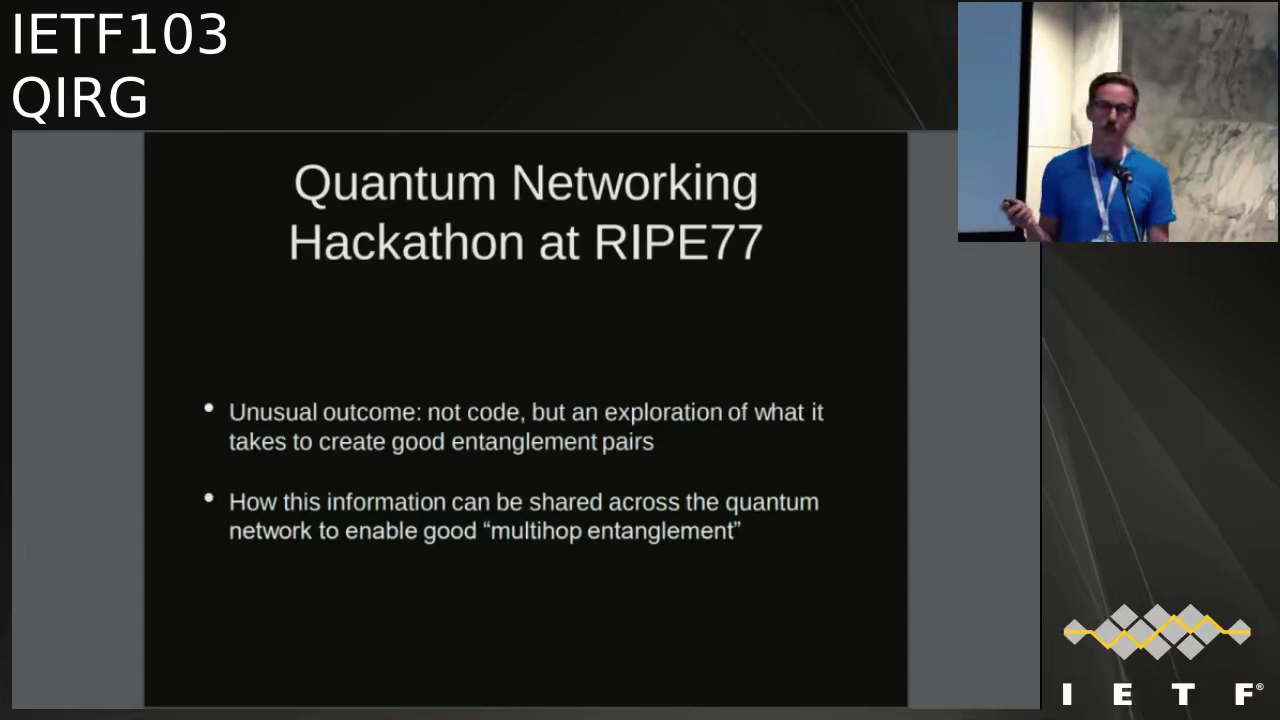 IETF103
QIRG
Quantum Networking
Hackathon at RIPE77
• Unusual outcome: not code, but an exploration of what it
takes to create good entanglement pairs
• How this information can be shared across the quantum
network to enable good “multihop entanglement”
I E T F®